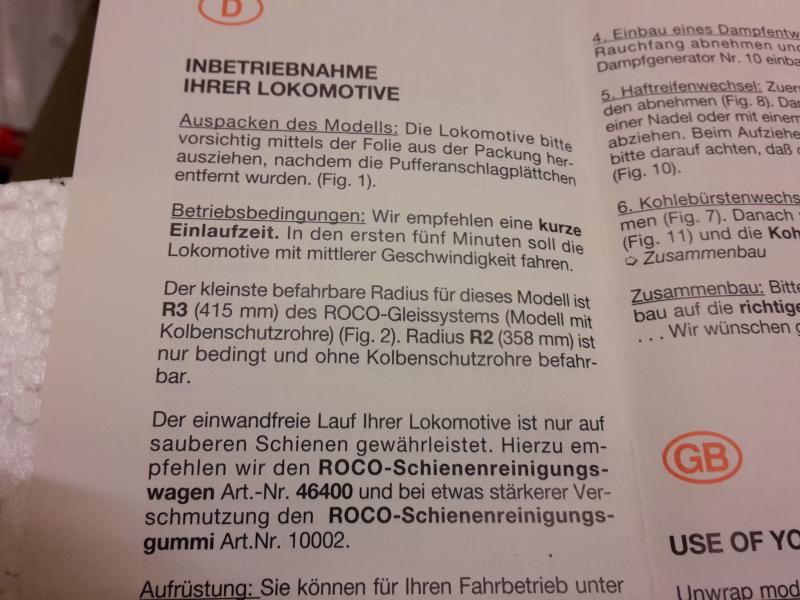 D
INBETRIEBNAHME
IHRER LOKOMOTIVE
Auspacken des Modells: Die Lokomotive bitte
vorsichtig mittels der Folie aus der Packung her-
ausziehen, nachdem die Pufferanschlagplättchen
entfernt wurden. (Fig. 1).
Betriebsbedingungen: Wir empfehlen eine kurze
Einlaufzeit. In den ersten fünf Minuten soll die
Lokomotive mit mittlerer Geschwindigkeit fahren.
Der kleinste befahrbare Radius für dieses Modell ist
R3 (415 mm) des ROCO-Gleissystems (Modell mit
Kolbenschutzrohre) (Fig. 2). Radius R2 (358 mm) ist
nur bedingt und ohne Kolbenschutzrohre befahr-
bar.
Der einwandfreie Lauf Ihrer Lokomotive ist nur auf
sauberen Schienen gewährleistet. Hierzu em-
pfehlen wir den ROCO-Schienenreinigungs-
wagen Art.-Nr. 46400 und bei etwas stärkerer Ver-
schmutzung den ROCO-Schienenreinigungs-
gummi Art.Nr. 10002.
Aufrüstung: Sie können für Ihren Fahrbetrieb unter
4. Einbau eines Dampfentw
Rauchfang abnehmen und
Dampfgenerator Nr. 10 einba
5. Haftreifenwechsel: Zuer
den abnehmen (Fig. 8). Da
einer Nadel oder mit einem
abziehen. Beim Aufziehe
bitte darauf achten, daß
(Fig. 10).
6. Kohlebürstenwechs
men (Fig. 7). Danach
(Fig. 11) und die Koh
➯ Zusammenbau
Zusammenbau: Bitte
bau auf die richtige
. . . Wir wünschen
GB
USE OF YO
Unwrap mod